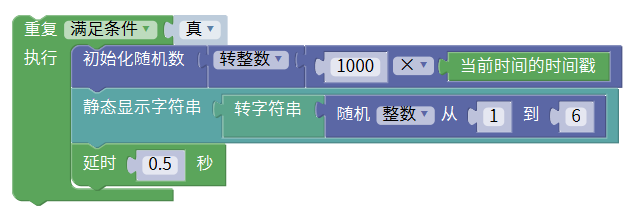 重复 满足条件 真
执行 初始化随机数 转整数 1000 × 当前时间的时间戳
静态显示字符串 转字符串 随机 整数 从 1 到 6
延时 0.5 秒